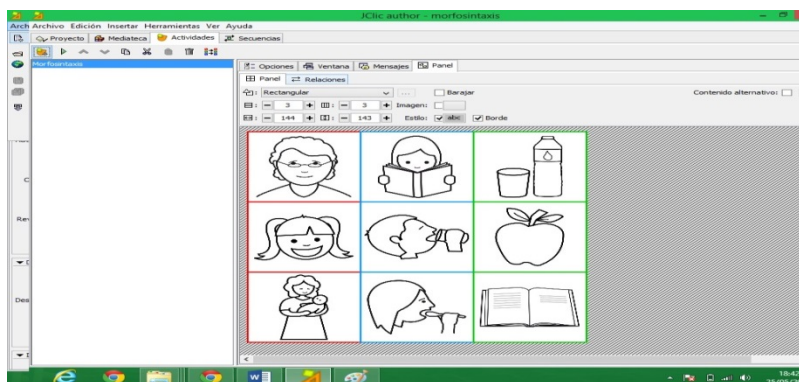 JClic author - morfosintaxis
Arch Archivo Edición Insertar Herramientas Ver Ayuda
Proyecto Mediateca Actividades Secuencias
Morfosintaxis
Opciones Ventana Mensajes Panel
Panel Relaciones
Rectangular ... Barajar Contenido alternativo:
3 3 Imagen:
144 143 Estilo: abc Borde
Des
18:42